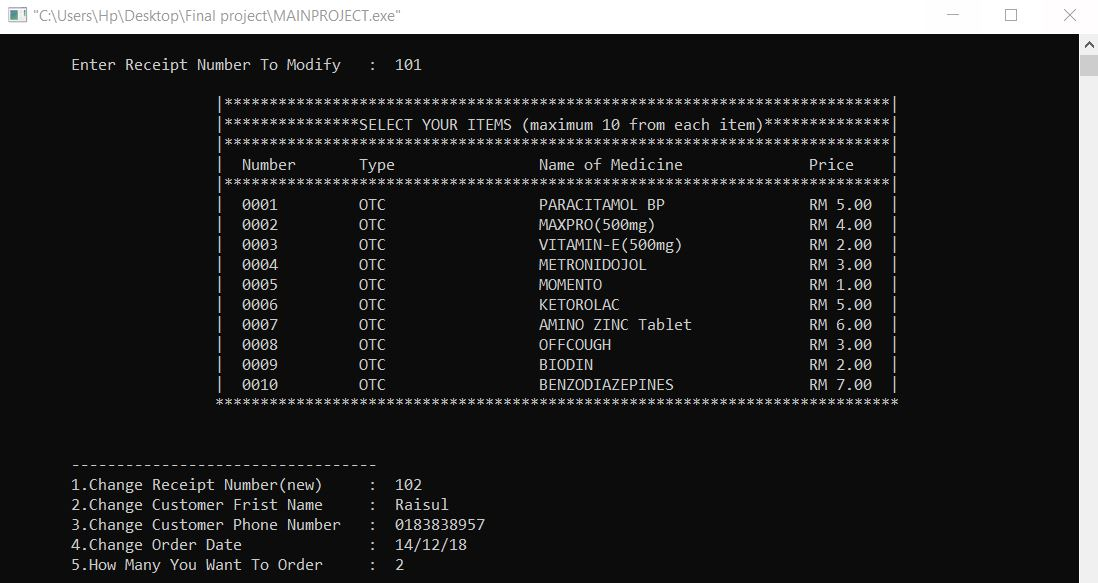 "C:\Users\Hp\Desktop\Final project\MAINPROJECT.exe"
Enter Receipt Number To Modify : 101
|**************************************************************************|
|***************SELECT YOUR ITEMS (maximum 10 from each item)**************|
|**************************************************************************|
| Number Type Name of Medicine Price |
|**************************************************************************|
| 0001 OTC PARACITAMOL BP RM 5.00 |
| 0002 OTC MAXPRO(500mg) RM 4.00 |
| 0003 OTC VITAMIN-E(500mg) RM 2.00 |
| 0004 OTC METRONIDOJOL RM 3.00 |
| 0005 OTC MOMENTO RM 1.00 |
| 0006 OTC KETOROLAC RM 5.00 |
| 0007 OTC AMINO ZINC Tablet RM 6.00 |
| 0008 OTC OFFCOUGH RM 3.00 |
| 0009 OTC BIODIN RM 2.00 |
| 0010 OTC BENZODIAZEPINES RM 7.00 |
****************************************************************************
----------------------------------
1.Change Receipt Number(new) : 102
2.Change Customer Frist Name : Raisul
3.Change Customer Phone Number : 0183838957
4.Change Order Date : 14/12/18
5.How Many You Want To Order : 2